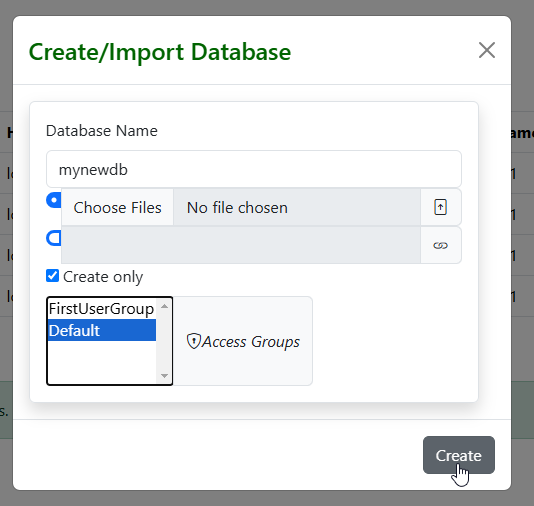 Create/Import Database
Database Name
mynewdb
Choose Files No file chosen
Create only
FirstUserGroup
Default
Access Groups
Create